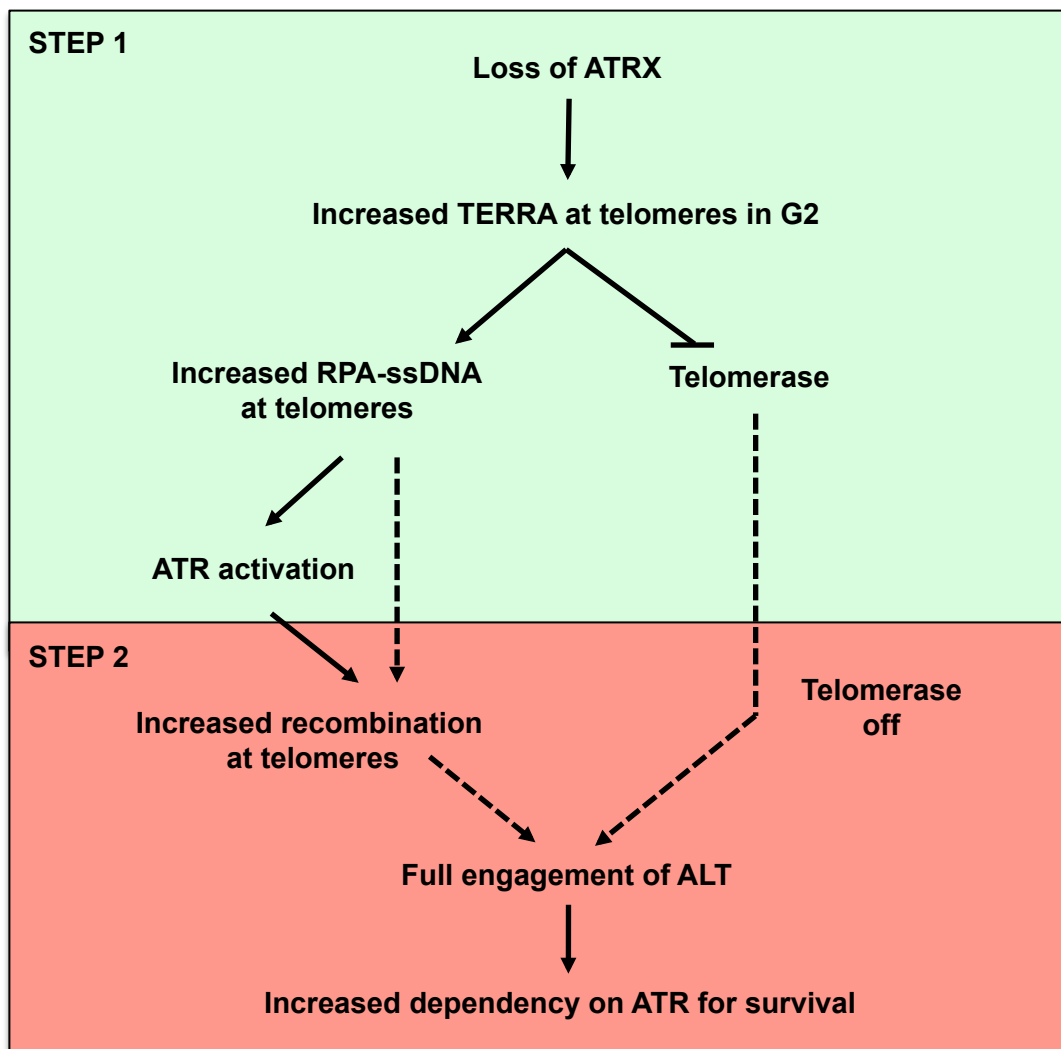 STEP 1
Loss of ATRX
Increased TERRA at telomeres in G2
Increased RPA-ssDNA
at telomeres
Telomerase
ATR activation
STEP 2
Telomerase
off
Increased recombination
at telomeres
Full engagement of ALT
Increased dependency on ATR for survival